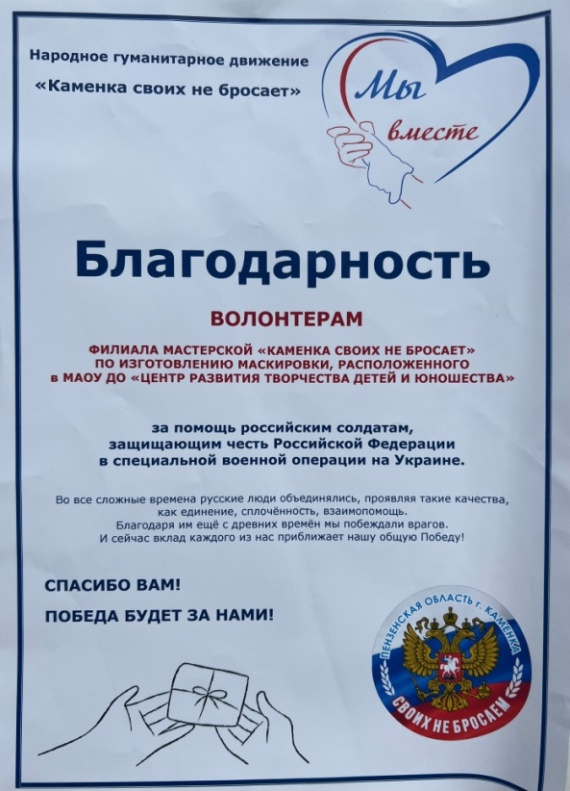 Народное гуманитарное движение
«Каменка своих не бросает»
Мы
вместе
Благодарность
ВОЛОНТЕРАМ
ФИЛИАЛА МАСТЕРСКОЙ «КАМЕНКА СВОИХ НЕ БРОСАЕТ»
ПО ИЗГОТОВЛЕНИЮ МАСКИРОВКИ, РАСПОЛОЖЕННОГО
в МАОУ ДО «ЦЕНТР РАЗВИТИЯ ТВОРЧЕСТВА ДЕТЕЙ И ЮНОШЕСТВА»
за помощь российским солдатам,
защищающим честь Российской Федерации
в специальной военной операции на Украине.
Во все сложные времена русские люди объединялись, проявляя такие качества,
как единение, сплочённость, взаимопомощь.
Благодаря им ещё с древних времён мы побеждали врагов.
И сейчас вклад каждого из нас приближает нашу общую Победу!
СПАСИБО ВАМ!
ПОБЕДА БУДЕТ ЗА НАМИ!
ПЕНЗЕНСКАЯ ОБЛАСТЬ г. КАМЕНКА
СВОИХ НЕ БРОСАЕМ